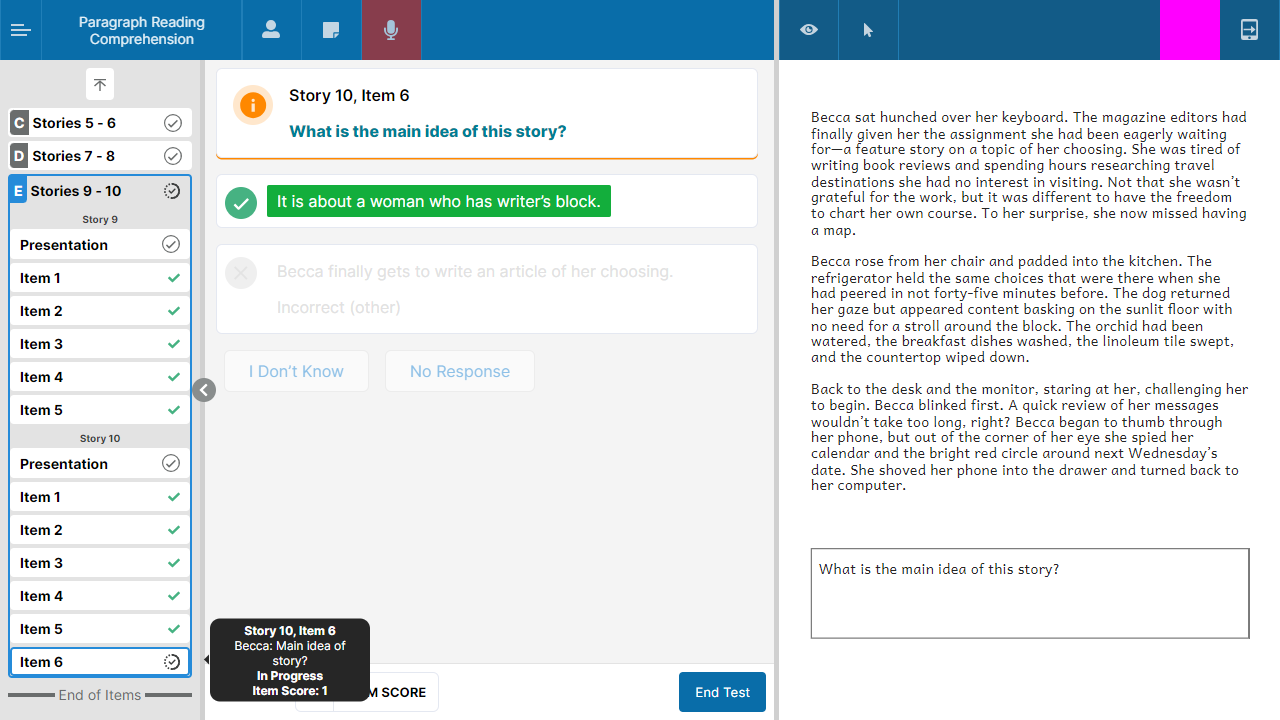 Paragraph Reading
Comprehension
C Stories 5 - 6
D Stories 7 - 8
E Stories 9 - 10
Story 9
Presentation
Item 1
Item 2
Item 3
Item 4
Item 5
Story 10
Presentation
Item 1
Item 2
Item 3
Item 4
Item 5
Item 6
End of Items
Story 10, Item 6
What is the main idea of this story?
It is about a woman who has writer's block.
Becca finally gets to write an article of her choosing.
Incorrect (other)
I Don't Know
No Response
Story 10, Item 6
Becca: Main idea of
story?
In Progress
Item Score: 1
SCORE
End Test
Becca sat hunched over her keyboard. The magazine editors had
finally given her the assignment she had been eagerly waiting
for—a feature story on a topic of her choosing. She was tired of
writing book reviews and spending hours researching travel
destinations she had no interest in visiting. Not that she wasn't
grateful for the work, but it was different to have the freedom
to chart her own course. To her surprise, she now missed having
a map.
Becca rose from her chair and padded into the kitchen. The
refrigerator held the same choices that were there when she
had peered in not forty-five minutes before. The dog returned
her gaze but appeared content basking on the sunlit floor with
no need for a stroll around the block. The orchid had been
watered, the breakfast dishes washed, the linoleum tile swept,
and the countertop wiped down.
Back to the desk and the monitor, staring at her, challenging her
to begin. Becca blinked first. A quick review of her messages
wouldn't take too long, right? Becca began to thumb through
her phone, but out of the corner of her eye she spied her
calendar and the bright red circle around next Wednesday's
date. She shoved her phone into the drawer and turned back to
her computer.
What is the main idea of this story?